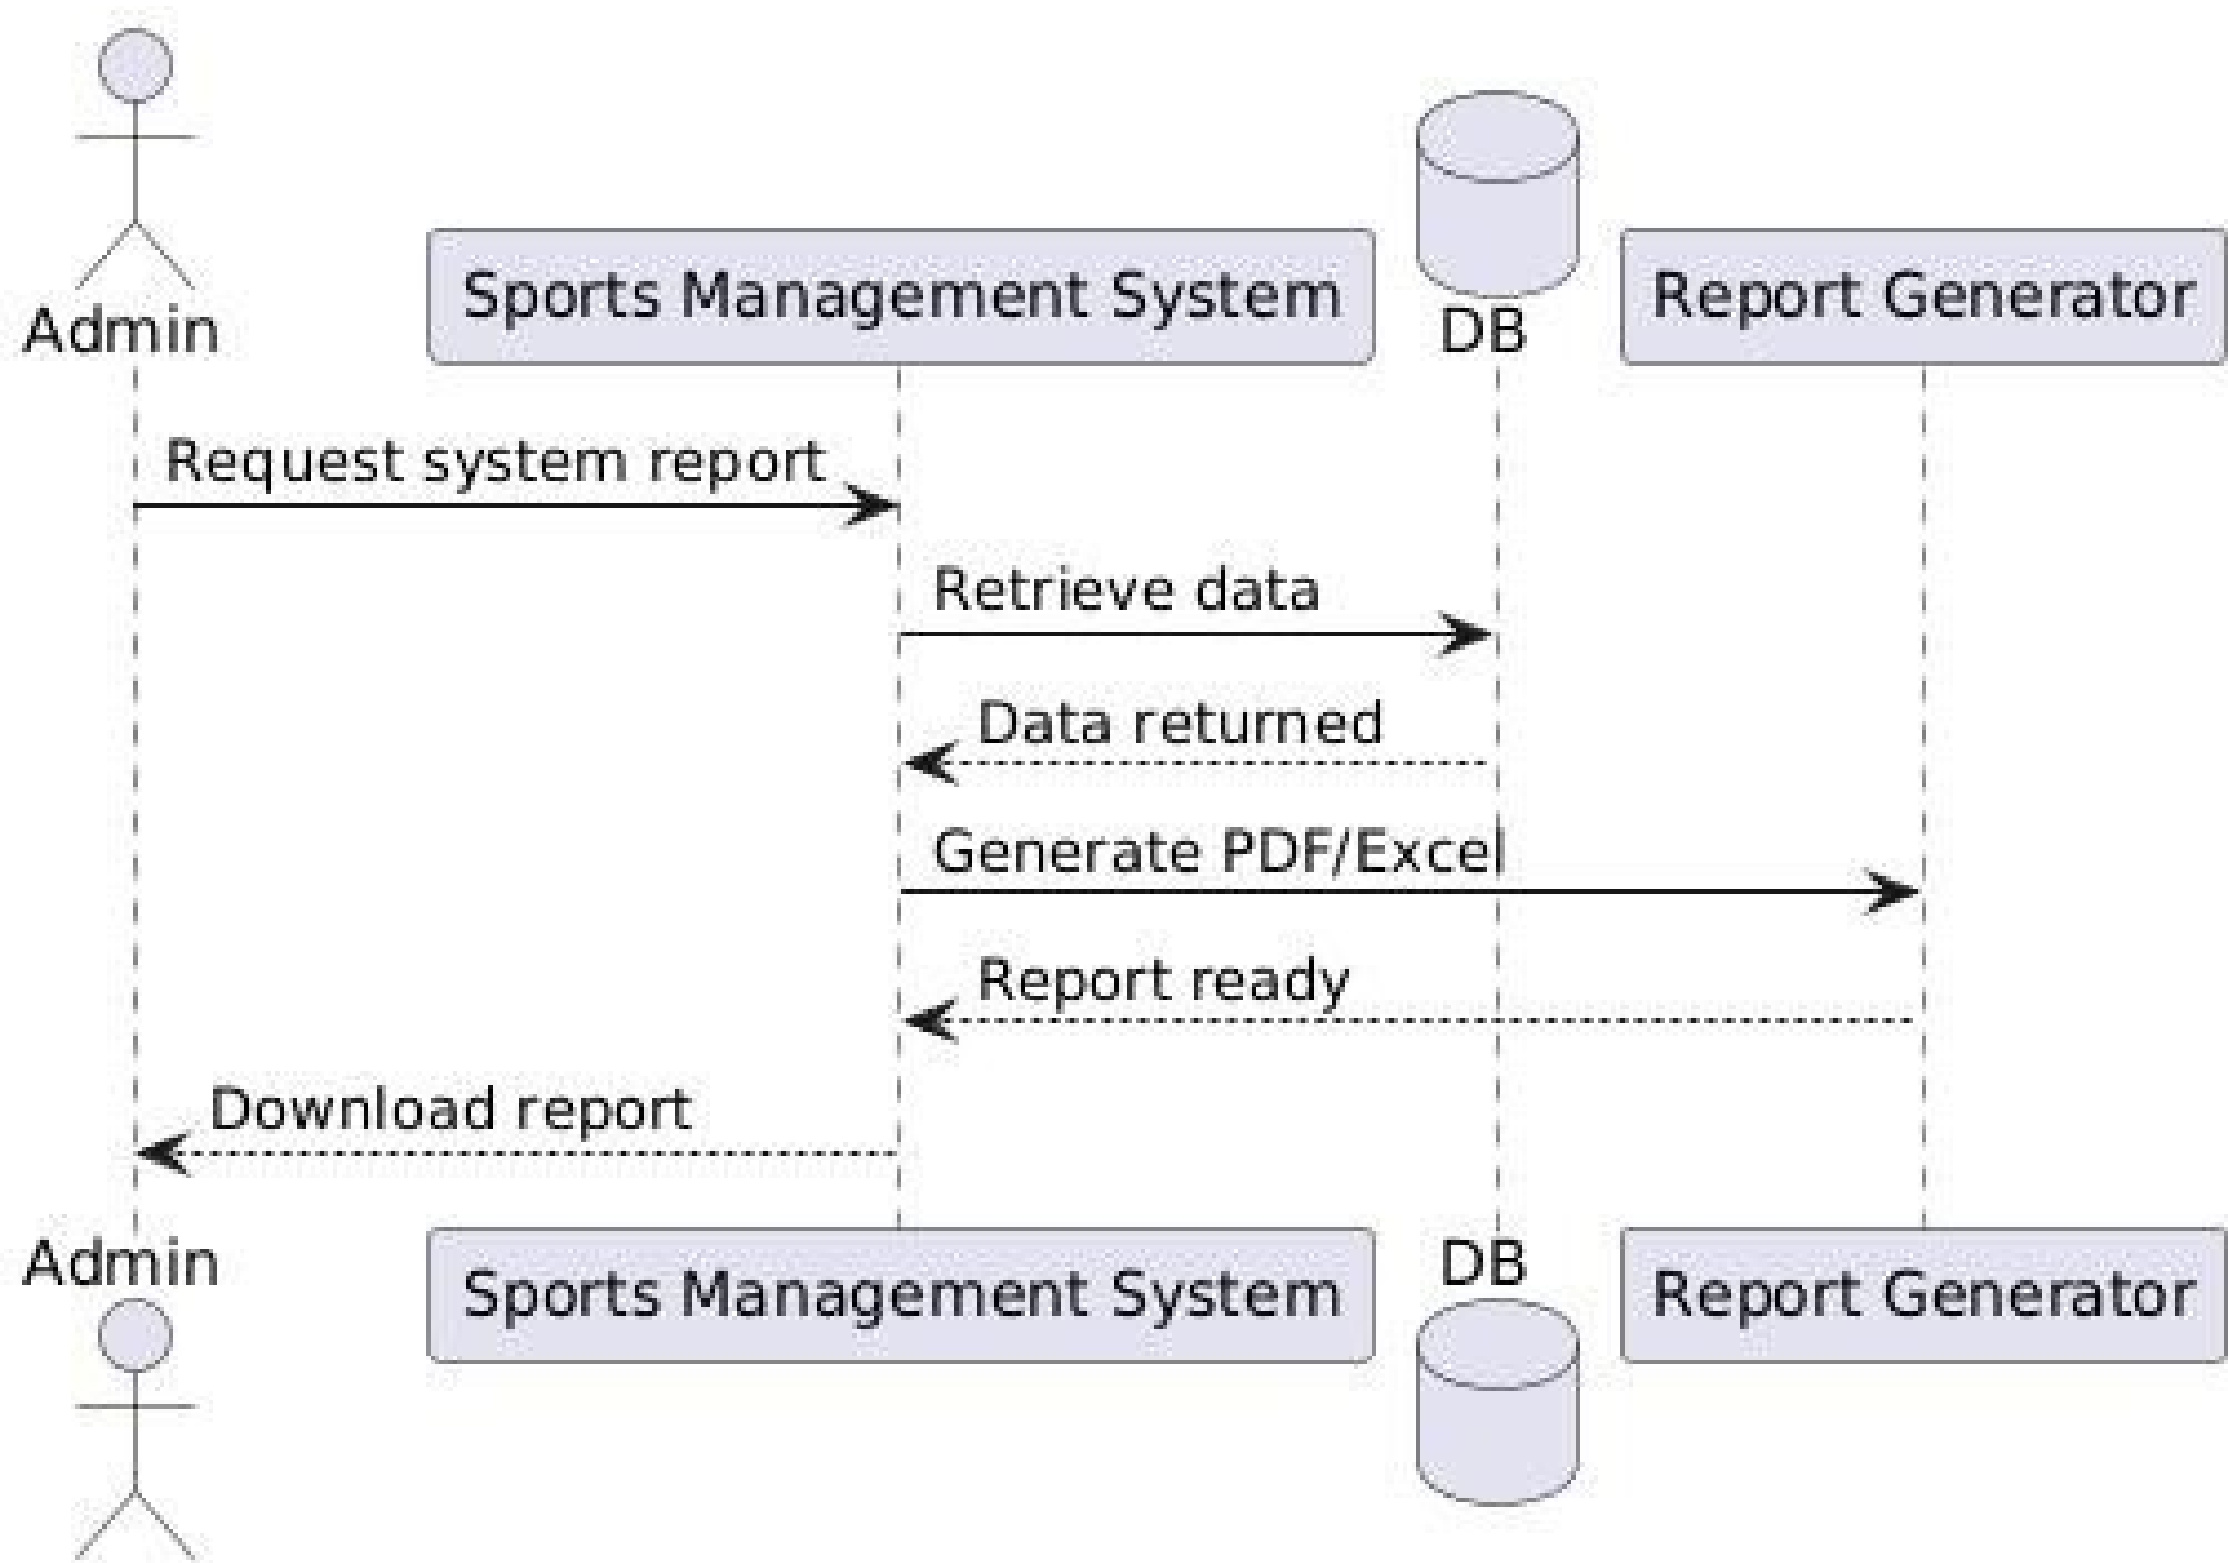 Admin
Sports Management System
DB
Report Generator
Request system report
Retrieve data
Data returned
Generate PDF/Excel
Report ready
Download report
Admin
Sports Management System
DB
Report Generator